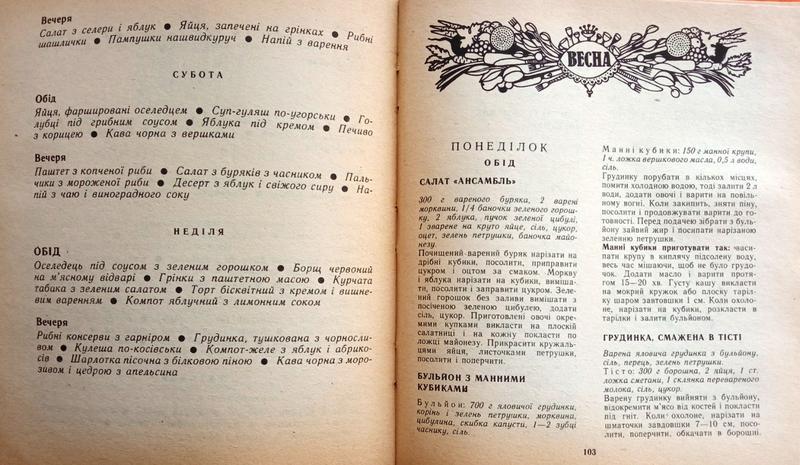 Вечеря
Салат з селери і яблук ● Яйця, запечені на грінках ● Рибні
шашлички ● Пампушки нашвидкуруч ● Напій з варення
СУБОТА
Обід
Яйця, фаршировані оселедцем ● Суп-гуляш по-угорськи ● Го-
лубці під грибним соусом ● Яблука під кремом ● Печиво
з корицею ● Кава чорна з вершками
Вечеря
Паштет з копченої риби ● Салат з буряків з часником ● Паль-
чики з мороженої риби ● Десерт з яблук і свіжого сиру ● На-
пій з чаю і виноградного соку
НЕДІЛЯ
ОБІД
Оселедець під соусом з зеленим горошком ● Борщ червоний
на м'ясному відварі ● Грінки з паштетною масою ● Курчата
табака з зеленим салатом ● Торт бісквітний з кремом і вишне-
вим варенням ● Компот яблучний з лимонним соком
Вечеря
Рибні консерви з гарніром ● Грудинка, тушкована з чорносли-
вом ● Кулеша по-косівськи ● Компот-желе з яблук і абрико-
сів ● Шарлотка пісочна з білковою піною ● Кава чорна з моро-
зивом і цедрою з апельсина
ВЕСНА
ПОНЕДІЛОК
ОБІД
САЛАТ «АНСАМБЛЬ»
300 г вареного буряка, 2 варені
морквини, 1/4 баночки зеленого горош-
ку, 2 яблука, пучок зеленої цибулі,
1 зварене на круто яйце, сіль, цукор,
оцет, зелень петрушки, баночка майо-
незу.
Почищений варений буряк нарізати на
дрібні кубики, посолити, приправити
цукром і оцтом за смаком. Моркву
і яблука нарізати на кубики, виміша-
ти, посолити і заправити цукром. Зеле-
ний горошок без заливи вимішати з
посіченою зеленою цибулею, додати
сіль, цукор. Приготовлені овочі окре-
мими купками викласти на плоскій
салатниці і на кожну покласти по
ложці майонезу. Прикрасити кружаль-
цями яйця, листочками петрушки,
посолити і поперчити.
БУЛЬЙОН З МАННИМИ
КУБИКАМИ
Бульйон: 700 г яловичої грудинки,
корінь і зелень петрушки, морквина,
цибулина, скибка капусти, 1—2 зубці
часнику, сіль.
Манні кубики: 150 г манної крупи,
1 ч. ложка вершкового масла, 0,5 л води,
сіль.
Грудинку порубати в кількох місцях,
помити холодною водою, тоді залити 2 л
води, додати овочі і варити на повіль-
ному вогні. Коли закипить, зняти піну,
посолити і продовжувати варити до го-
товності. Перед подачею зібрати з буль-
йону зайвий жир і посипати нарізаною
зеленню петрушки.
Манні кубики приготувати так: всипа-
ти крупу в киплячу підсолену воду,
весь час мішаючи, щоб не було грудо-
чок. Додати масло і варити протя-
гом 15—20 хв. Густу кашу викласти
на мокрий кружок або плоску таріл-
ку шаром завтовшки 1 см. Коли охоло-
не, нарізати на кубики, розкласти в
тарілки і залити бульйоном.
ГРУДИНКА, СМАЖЕНА В ТІСТІ
Варена яловича грудинка з бульйону,
сіль, перець, зелень петрушки.
Тісто: 300 г борошна, 2 яйця, 1 ст.
ложка сметани, 1 склянка перевареного
молока, сіль, цукор.
Варену грудинку вийняти з бульйону,
відокремити м'ясо від костей і покласти
під гніт. Коли охолоне, нарізати на
шматочки завдовшки 7—10 см, посо-
лити, поперчити, обкачати в борошні.
103